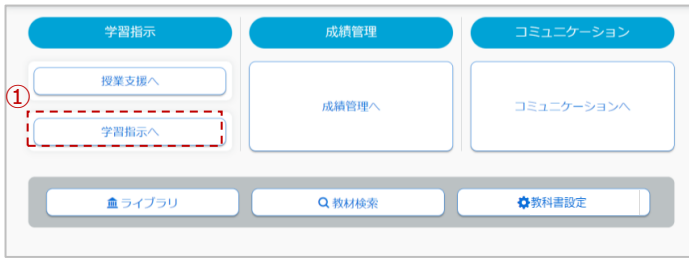 学習指示
成績管理
コミュニケーション
授業支援へ
①
学習指示へ
成績管理へ
コミュニケーションへ
ライブラリ
教材検索
教科書設定